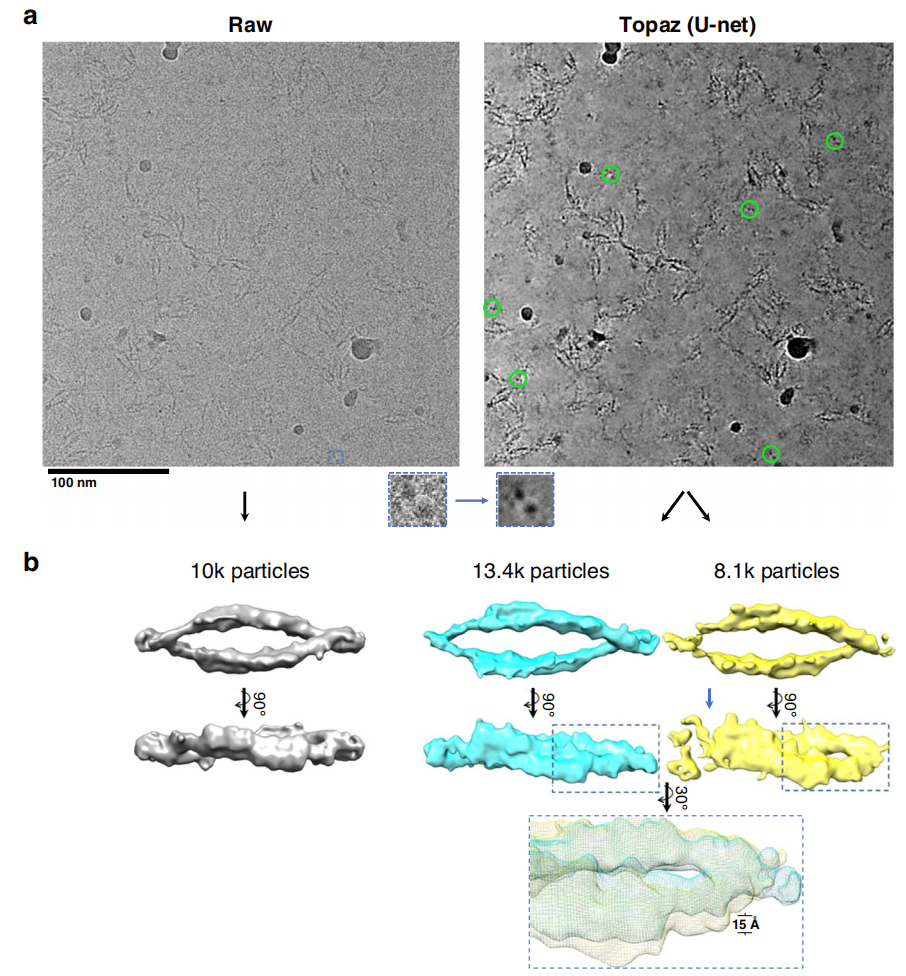 a
Raw
Topaz (U-net)
100 nm
b
10k particles
13.4k particles
8.1k particles
90°
90°
90°
30°
15 Å